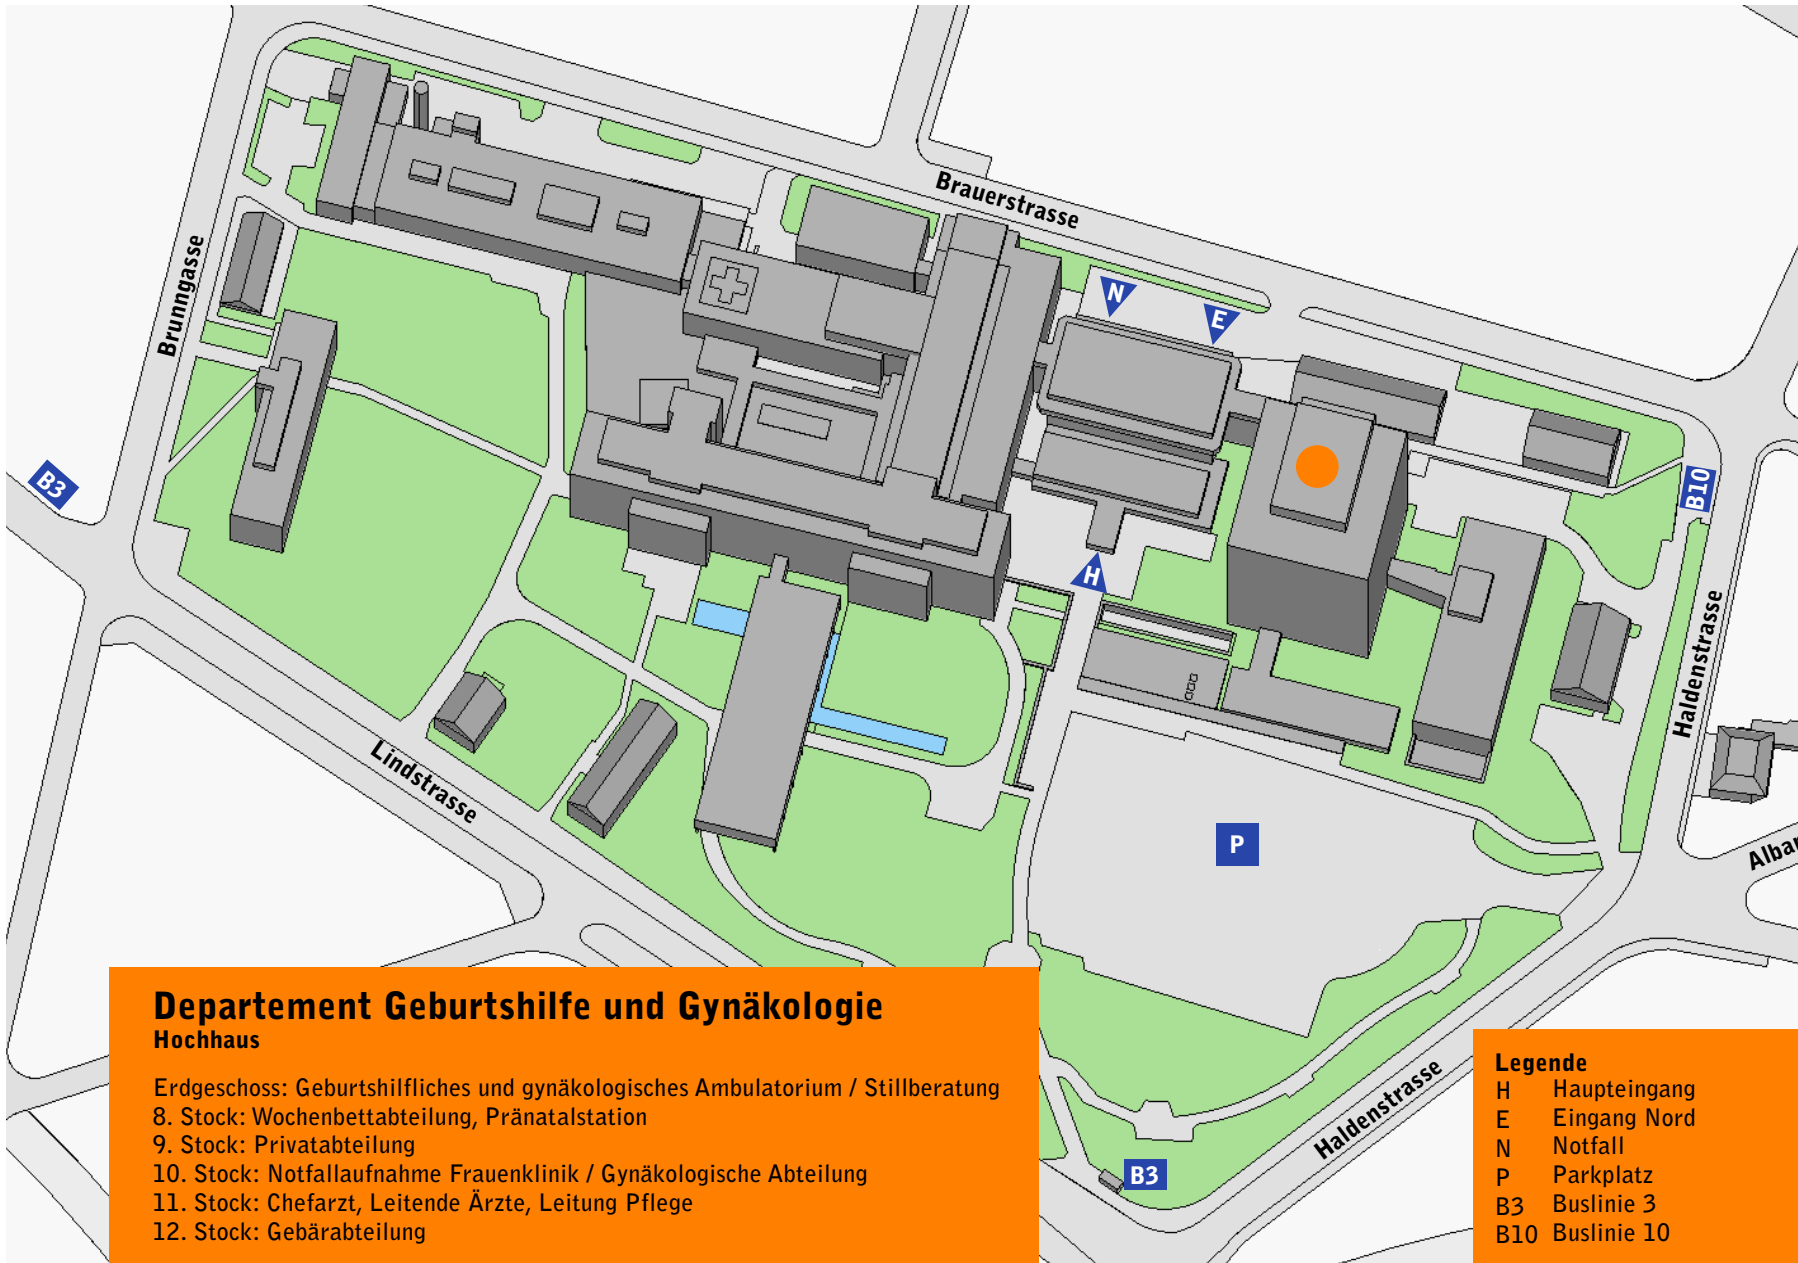 Brauerstrasse
Brunngasse
N
E
B3
B10
H
Haldenstrasse
Lindstrasse
P
Albar
Departement Geburtshilfe und Gynäkologie
Hochhaus
Erdgeschoss: Geburtshilfliches und gynäkologisches Ambulatorium / Stillberatung
8. Stock: Wochenbettabteilung, Pränatalstation
9. Stock: Privatabteilung
10. Stock: Notfallaufnahme Frauenklinik / Gynäkologische Abteilung
11. Stock: Chefarzt, Leitende Ärzte, Leitung Pflege
12. Stock: Gebärabteilung
Haldenstrasse
B3
Legende
H Haupteingang
E Eingang Nord
N Notfall
P Parkplatz
B3 Buslinie 3
B10 Buslinie 10